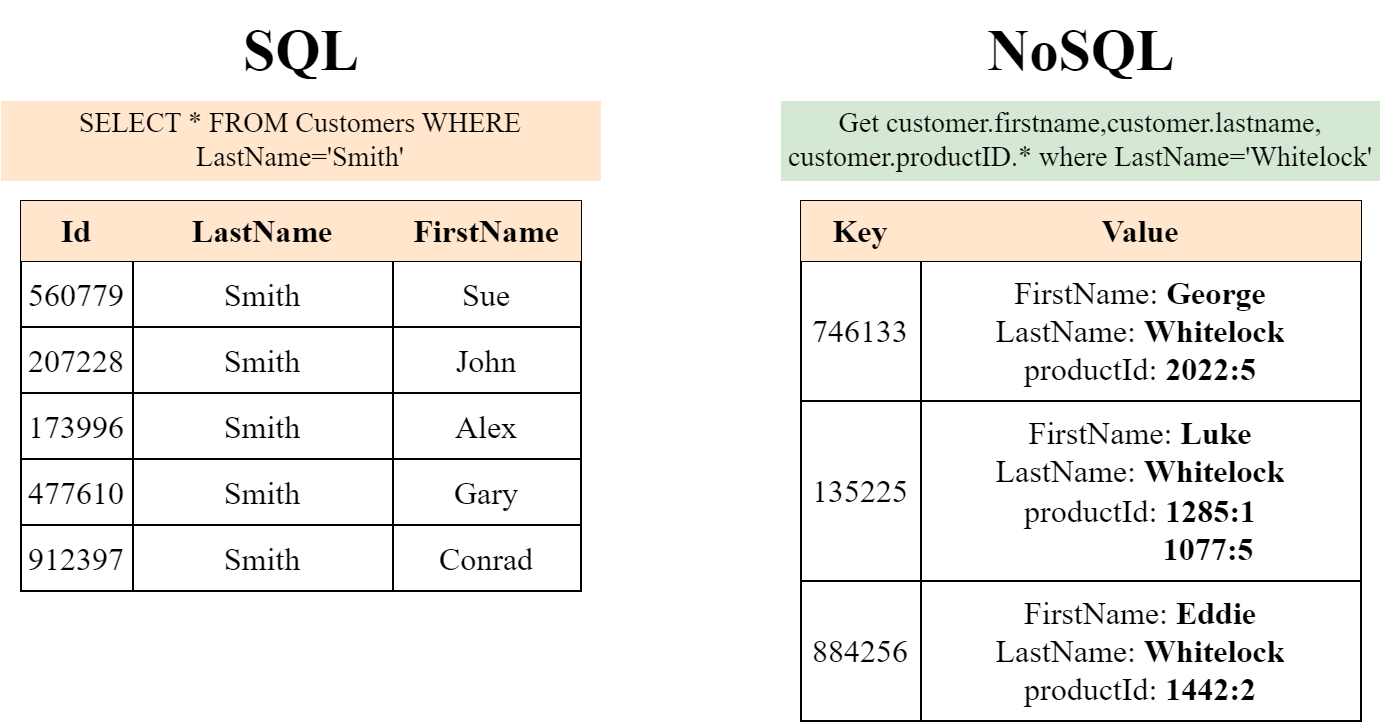 SQL
SELECT * FROM Customers WHERE
LastName='Smith'
Id LastName FirstName
560779 Smith Sue
207228 Smith John
173996 Smith Alex
477610 Smith Gary
912397 Smith Conrad
NoSQL
Get customer.firstname,customer.lastname,
customer.productID.* where LastName='Whitelock'
Key Value
FirstName: George
746133 LastName: Whitelock
productId: 2022:5
FirstName: Luke
LastName: Whitelock
135225
productId: 1285:1
1077:5
FirstName: Eddie
884256 LastName: Whitelock
productId: 1442:2